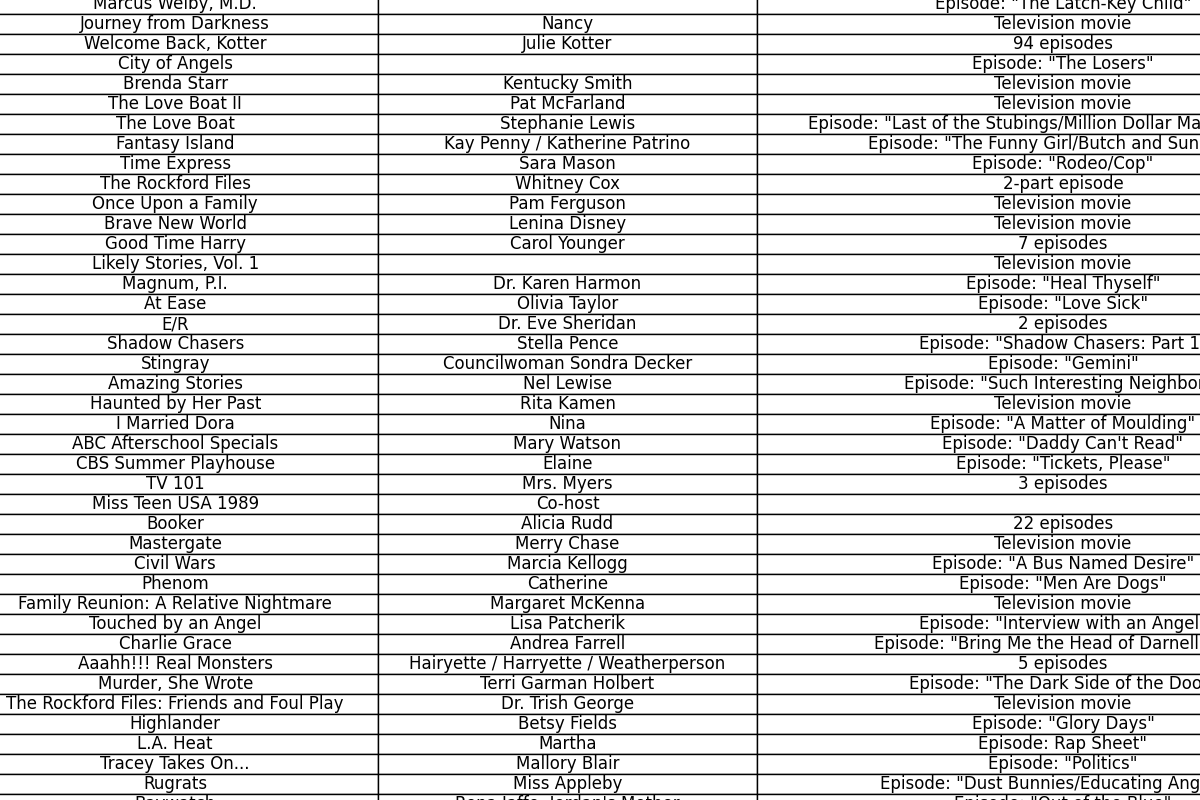 Marcus Welby, M.D. Episode: "The Latch-Key Child"
Journey from Darkness Nancy Television movie
Welcome Back, Kotter Julie Kotter 94 episodes
City of Angels Episode: "The Losers"
Brenda Starr Kentucky Smith Television movie
The Love Boat II Pat McFarland Television movie
The Love Boat Stephanie Lewis Episode: "Last of the Stubings/Million Dollar Ma
Fantasy Island Kay Penny / Katherine Patrino Episode: "The Funny Girl/Butch and Sun
Time Express Sara Mason Episode: "Rodeo/Cop"
The Rockford Files Whitney Cox 2-part episode
Once Upon a Family Pam Ferguson Television movie
Brave New World Lenina Disney Television movie
Good Time Harry Carol Younger 7 episodes
Likely Stories, Vol. 1 Television movie
Magnum, P.I. Dr. Karen Harmon Episode: "Heal Thyself"
At Ease Olivia Taylor Episode: "Love Sick"
E/R Dr. Eve Sheridan 2 episodes
Shadow Chasers Stella Pence Episode: "Shadow Chasers: Part 1
Stingray Councilwoman Sondra Decker Episode: "Gemini"
Amazing Stories Nel Lewise Episode: "Such Interesting Neighbor
Haunted by Her Past Rita Kamen Television movie
I Married Dora Nina Episode: "A Matter of Moulding"
ABC Afterschool Specials Mary Watson Episode: "Daddy Can't Read"
CBS Summer Playhouse Elaine Episode: "Tickets, Please"
TV 101 Mrs. Myers 3 episodes
Miss Teen USA 1989 Co-host
Booker Alicia Rudd 22 episodes
Mastergate Merry Chase Television movie
Civil Wars Marcia Kellogg Episode: "A Bus Named Desire"
Phenom Catherine Episode: "Men Are Dogs"
Family Reunion: A Relative Nightmare Margaret McKenna Television movie
Touched by an Angel Lisa Patcherik Episode: "Interview with an Angel
Charlie Grace Andrea Farrell Episode: "Bring Me the Head of Darnell
Aaahh!!! Real Monsters Hairyette / Harryette / Weatherperson 5 episodes
Murder, She Wrote Terri Garman Holbert Episode: "The Dark Side of the Doo
The Rockford Files: Friends and Foul Play Dr. Trish George Television movie
Highlander Betsy Fields Episode: "Glory Days"
L.A. Heat Martha Episode: Rap Sheet"
Tracey Takes On... Mallory Blair Episode: "Politics"
Rugrats Miss Appleby Episode: "Dust Bunnies/Educating Ang
Baywatch Rona Jaffe, Jordan's Mother Episode: "Out of the Blue"